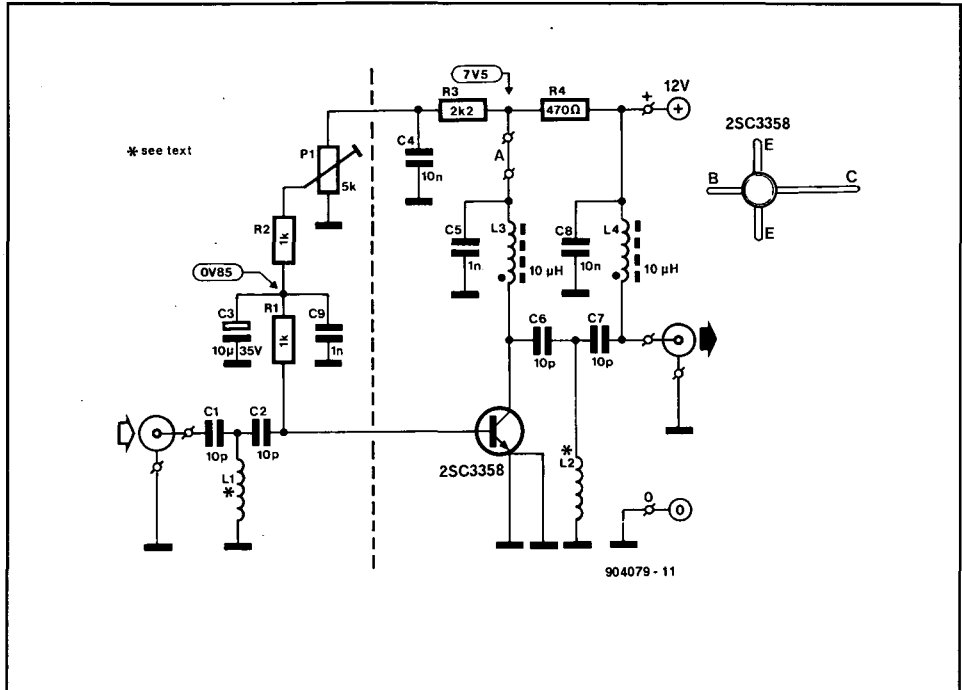 7V5
12V
+
R3
2k2
R4
470Ω
2SC3358
E
B
C
E
* see text
P1
5k
C4
10n
A
R2
1k
C5
1n
L3
10 µH
C8
10n
L4
10 µH
0V85
C3
10µ 35V
R1
1k
C9
1n
C6
10p
C7
10p
C1
10p
C2
10p
L1
*
2SC3358
*
L2
0
0
904079 - 11